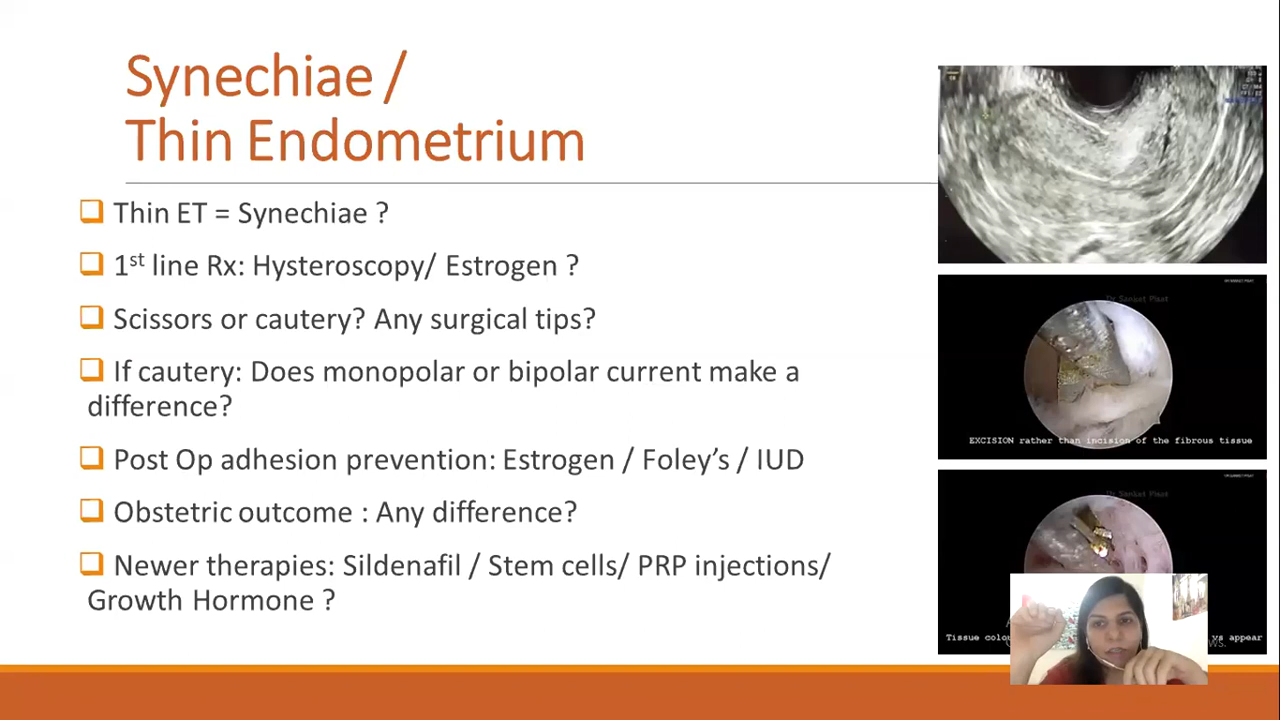 Synechiae /
Thin Endometrium
Thin ET = Synechiae ?
1st line Rx: Hysteroscopy/ Estrogen ?
Scissors or cautery? Any surgical tips?
If cautery: Does monopolar or bipolar current make a
difference?
Post Op adhesion prevention: Estrogen / Foley's / IUD
Obstetric outcome : Any difference?
Newer therapies: Sildenafil / Stem cells/ PRP injections/
Growth Hormone ?
EXCISION rather than incision of the fibrous tissue
Tissue
appear